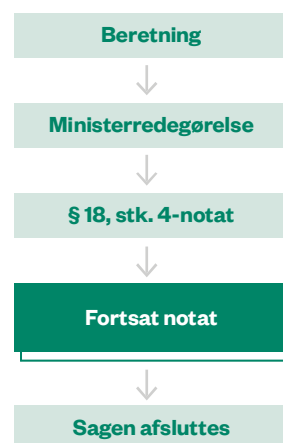 Beretning
Ministerredegørelse
§ 18, stk. 4-notat
Fortsat notat
Sagen afsluttes